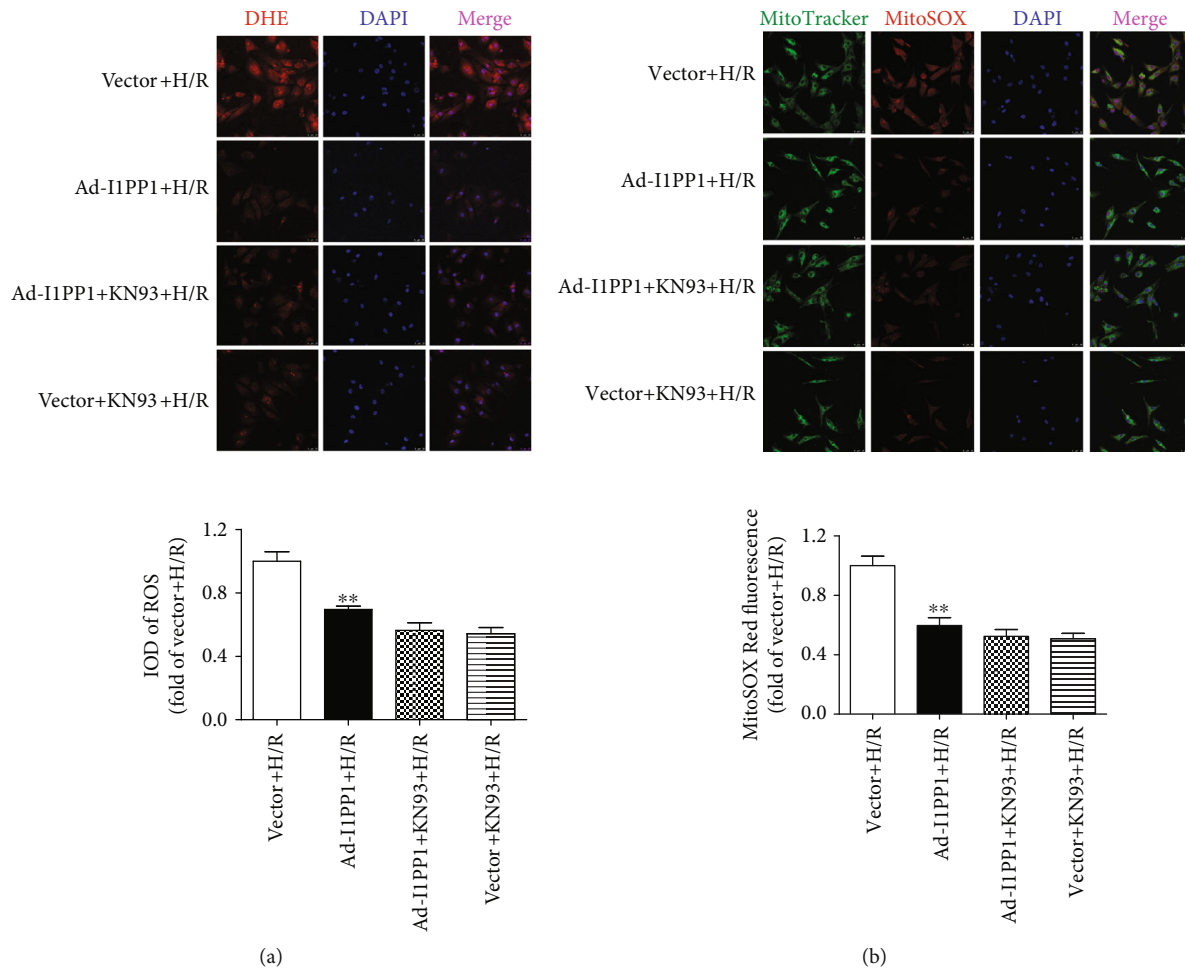 DHE DAPI Merge
Vector+H/R
Ad-I1PP1+H/R
Ad-I1PP1+KN93+H/R
Vector+KN93+H/R
IOD of ROS
(fold of vector+H/R)
1.2
0.8
0.4
0.0
**
Vector+H/R
Ad-I1PP1+H/R
Ad-I1PP1+KN93+H/R
Vector+KN93+H/R
(a)
MitoTracker MitoSOX DAPI Merge
Vector+H/R
Ad-I1PP1+H/R
Ad-I1PP1+KN93+H/R
Vector+KN93+H/R
MitoSOX Red fluorescence
(fold of vector+H/R)
1.2
0.8
0.4
0.0
**
Vector+H/R
Ad-I1PP1+H/R
Ad-I1PP1+KN93+H/R
Vector+KN93+H/R
(b)